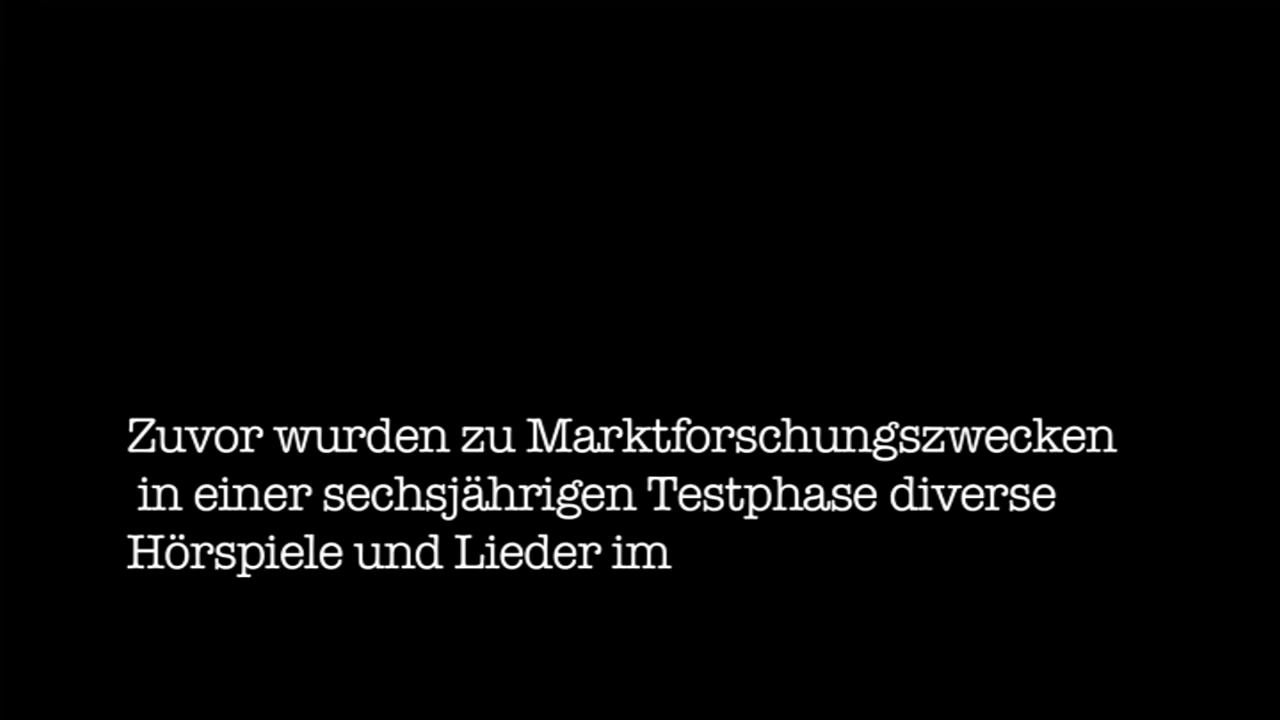 Zuvor wurden zu Marktforschungszwecken
in einer sechsjährigen Testphase diverse
Hörspiele und Lieder im